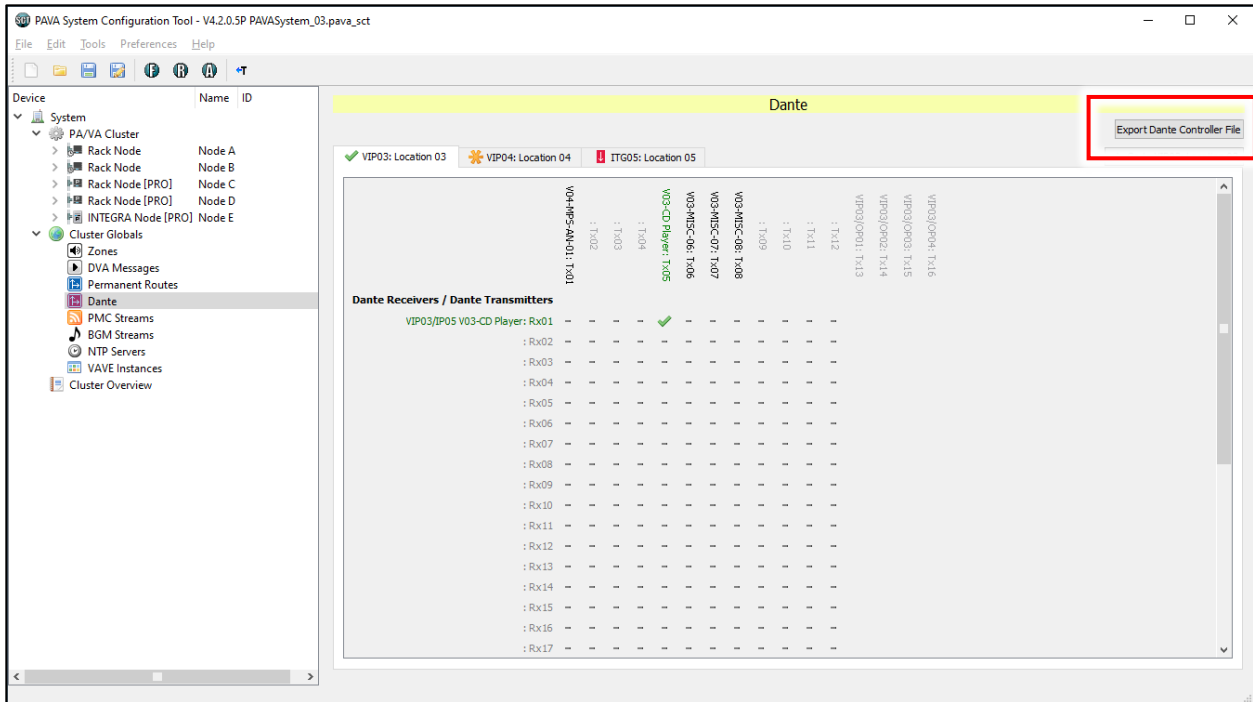 SCT PAVA System Configuration Tool - V4.2.0.5P PAVASystem_03.pava_sct
File Edit Tools Preferences Help
F R A T
Device Name ID
System
PA/VA Cluster
Rack Node Node A
Rack Node Node B
Rack Node [PRO] Node C
Rack Node [PRO] Node D
INTEGRA Node [PRO] Node E
Cluster Globals
Zones
DVA Messages
Permanent Routes
Dante
PMC Streams
BGM Streams
NTP Servers
VAVE Instances
Cluster Overview
Dante
Export Dante Controller File
VIP03: Location 03 VIP04: Location 04 ITG05: Location 05
V04-MPS-AN-01: Tx01
: Tx02
: Tx03
: Tx04
V03-CD Player: Tx05
V03-MISC-06: Tx06
V03-MISC-07: Tx07
V03-MISC-08: Tx08
: Tx09
: Tx10
: Tx11
: Tx12
VIP03/OP01: Tx13
VIP03/OP02: Tx14
VIP03/OP03: Tx15
VIP03/OP04: Tx16
Dante Receivers / Dante Transmitters
VIP03/IP05 V03-CD Player: Rx01
: Rx02
: Rx03
: Rx04
: Rx05
: Rx06
: Rx07
: Rx08
: Rx09
: Rx10
: Rx11
: Rx12
: Rx13
: Rx14
: Rx15
: Rx16
: Rx17